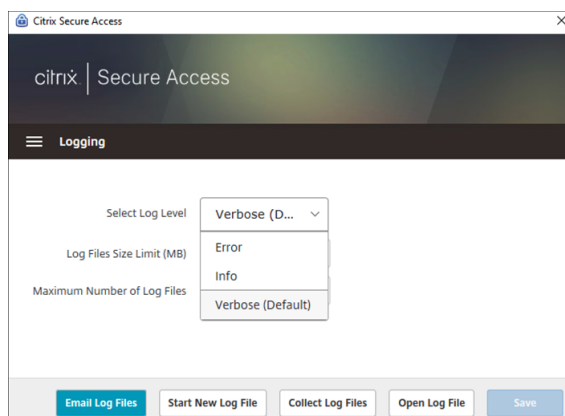 Citrix Secure Access
citrix | Secure Access
Logging
Select Log Level
Verbose (D...
Error
Log Files Size Limit (MB)
Info
Maximum Number of Log Files
Verbose (Default)
Email Log Files Start New Log File Collect Log Files Open Log File Save